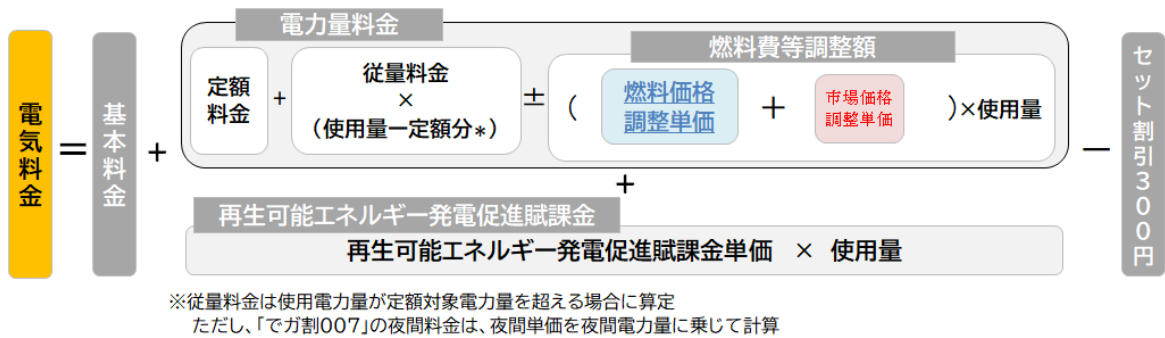 電気料金
＝
基本料金
＋
電力量料金
定額
料金
＋
従量料金
×
（使用量ー定額分＊）
±
燃料費等調整額
（
燃料価格
調整単価
＋
市場価格
調整単価
）×使用量
＋
再生可能エネルギー発電促進賦課金
再生可能エネルギー発電促進賦課金単価 × 使用量
－
セット割引300円
※従量料金は使用電力量が定額対象電力量を超える場合に算定
ただし、「でガ割007」の夜間料金は、夜間単価を夜間電力量に乗じて計算